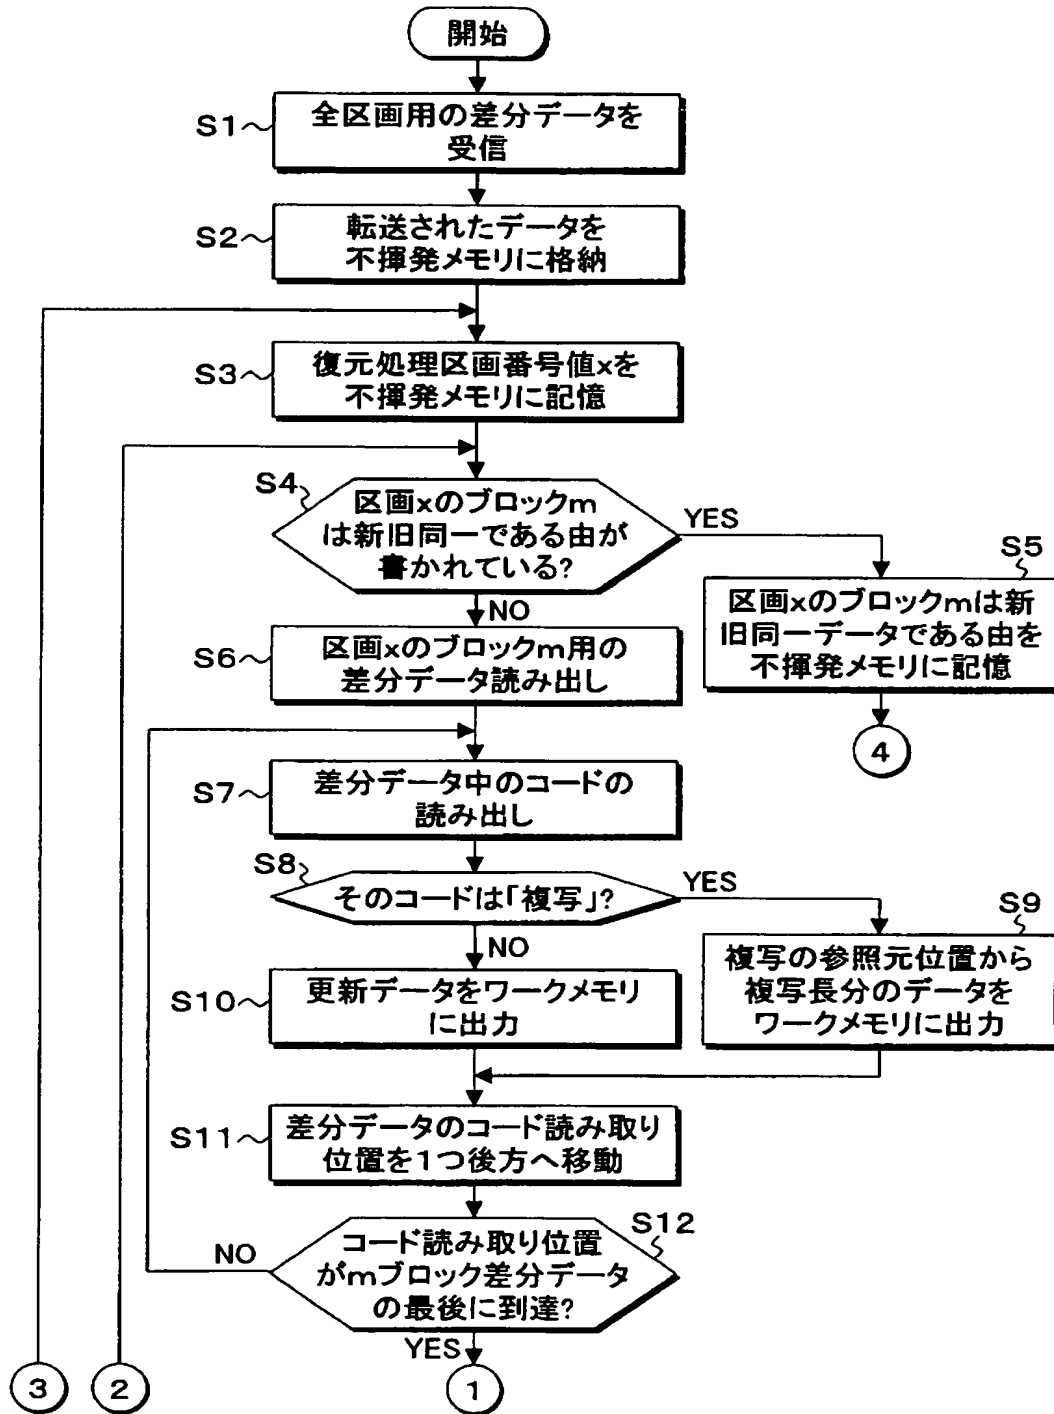 開始
S1
全区画用の差分データを
受信
S2
転送されたデータを
不揮発メモリに格納
S3
復元処理区画番号値xを
不揮発メモリに記憶
S4
区画xのブロックm
は新旧同一である由が
書かれている?
YES
NO
S5
区画xのブロックmは新
旧同一データである由を
不揮発メモリに記憶
4
S6
区画xのブロックm用の
差分データ読み出し
S7
差分データ中のコードの
読み出し
S8
そのコードは「複写」?
YES
NO
S9
複写の参照元位置から
複写長分のデータを
ワークメモリに出力
S10
更新データをワークメモリ
に出力
S11
差分データのコード読み取り
位置を1つ後方へ移動
S12
コード読み取り位置
がmブロック差分データ
の最後に到達?
NO
YES
3
2
1